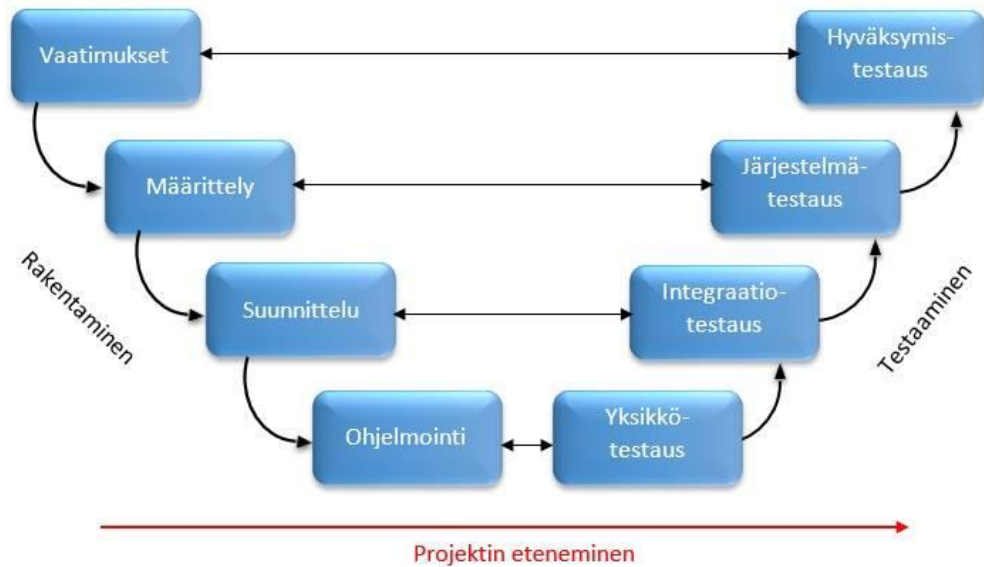 Vaatimukset
Hyväksymis-
testaus
Määrittely
Järjestelmä-
testaus
Rakentaminen
Suunnittelu
Integraatio-
testaus
Testaaminen
Ohjelmointi
Yksikkö-
testaus
Projektin eteneminen